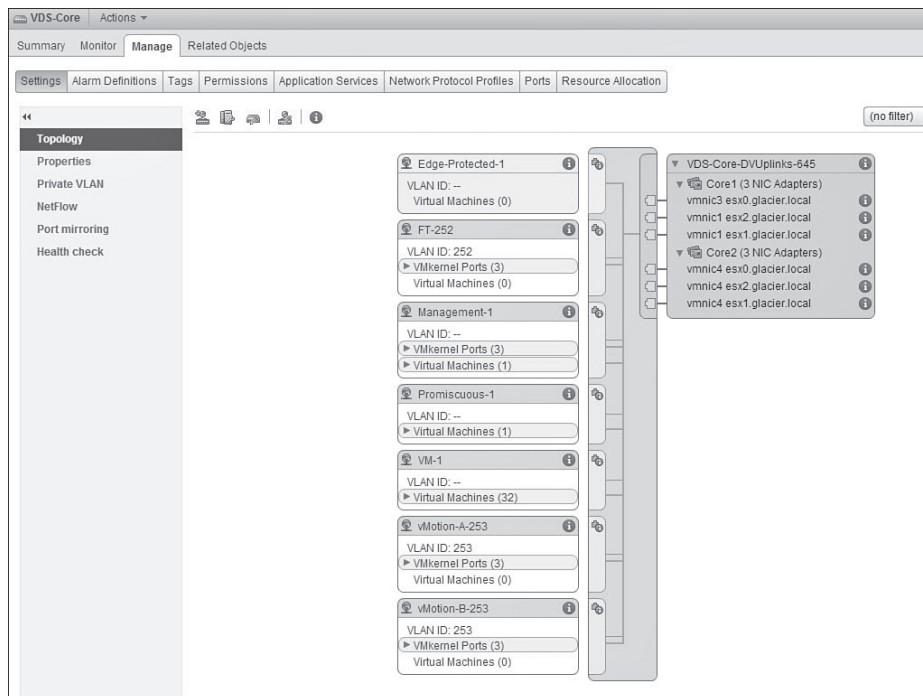 VDS-Core Actions
Summary Monitor Manage Related Objects
Settings Alarm Definitions Tags Permissions Application Services Network Protocol Profiles Ports Resource Allocation
(no filter)
Topology
Properties
Private VLAN
NetFlow
Port mirroring
Health check
Edge-Protected-1
VLAN ID: --
Virtual Machines (0)
FT-252
VLAN ID: 252
VMkernel Ports (3)
Virtual Machines (0)
Management-1
VLAN ID: --
VMkernel Ports (3)
Virtual Machines (1)
Promiscuous-1
VLAN ID: --
Virtual Machines (1)
VM-1
VLAN ID: --
Virtual Machines (32)
vMotion-A-253
VLAN ID: 253
VMkernel Ports (3)
Virtual Machines (0)
vMotion-B-253
VLAN ID: 253
VMkernel Ports (3)
Virtual Machines (0)
VDS-Core-DVUplinks-645
Core1 (3 NIC Adapters)
vmnic3 esx0.glacier.local
vmnic1 esx2.glacier.local
vmnic1 esx1.glacier.local
Core2 (3 NIC Adapters)
vmnic4 esx0.glacier.local
vmnic4 esx2.glacier.local
vmnic4 esx1.glacier.local